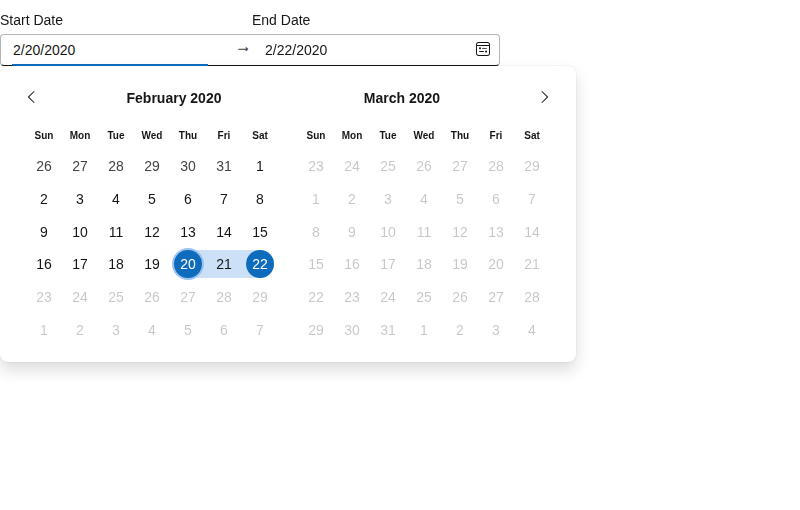 Start Date End Date
2/20/2020 → 2/22/2020
February 2020 March 2020
Sun Mon Tue Wed Thu Fri Sat Sun Mon Tue Wed Thu Fri Sat
26 27 28 29 30 31 1 23 24 25 26 27 28 29
2 3 4 5 6 7 8 1 2 3 4 5 6 7
9 10 11 12 13 14 15 8 9 10 11 12 13 14
16 17 18 19 20 21 22 15 16 17 18 19 20 21
23 24 25 26 27 28 29 22 23 24 25 26 27 28
1 2 3 4 5 6 7 29 30 31 1 2 3 4